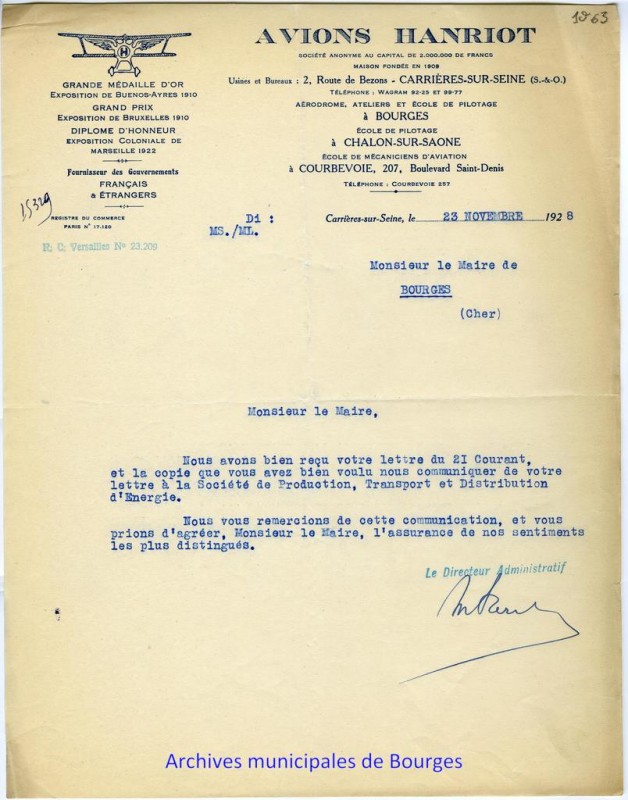 1963
AVIONS HANRIOT
SOCIÉTÉ ANONYME AU CAPITAL DE 2.000.000 DE FRANCS
MAISON FONDÉE EN 1909
Usines et Bureaux : 2, Route de Bezons - CARRIÈRES-SUR-SEINE (S.-&-O.)
TÉLÉPHONE : WAGRAM 92-25 ET 99-77
AÉRODROME, ATELIERS ET ÉCOLE DE PILOTAGE
à BOURGES
ÉCOLE DE PILOTAGE
à CHALON-SUR-SAONE
ÉCOLE DE MÉCANICIENS D'AVIATION
à COURBEVOIE, 207, Boulevard Saint-Denis
TÉLÉPHONE : COURBEVOIE 257
H
GRANDE MÉDAILLE D'OR
EXPOSITION DE BUENOS-AYRES 1910
GRAND PRIX
EXPOSITION DE BRUXELLES 1910
DIPLOME D'HONNEUR
EXPOSITION COLONIALE DE
MARSEILLE 1922
Fournisseur des Gouvernements
FRANÇAIS
& ÉTRANGERS
15329
REGISTRE DU COMMERCE
PARIS N° 17.120
R. C. Versailles N° 23.209
Di :
MS./ML.
Carrières-sur-Seine, le 23 NOVEMBRE 1928
Monsieur le Maire de
BOURGES
(Cher)
Monsieur le Maire,
Nous avons bien reçu votre lettre du 2I Courant,
et la copie que vous avez bien voulu nous communiquer de votre
lettre à la Société de Production, Transport et Distribution
d'Energie.
Nous vous remercions de cette communication, et vous
prions d'agréer, Monsieur le Maire, l'assurance de nos sentiments
les plus distingués.
Le Directeur Administratif
Archives municipales de Bourges